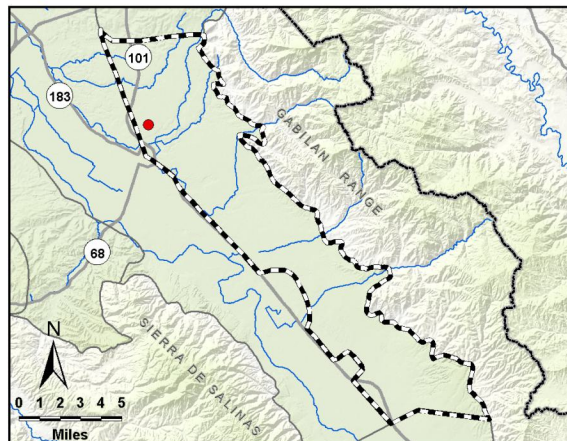 101
183
GABILAN RANGE
68
SIERRA DE SALINAS
N
0 1 2 3 4 5
Miles